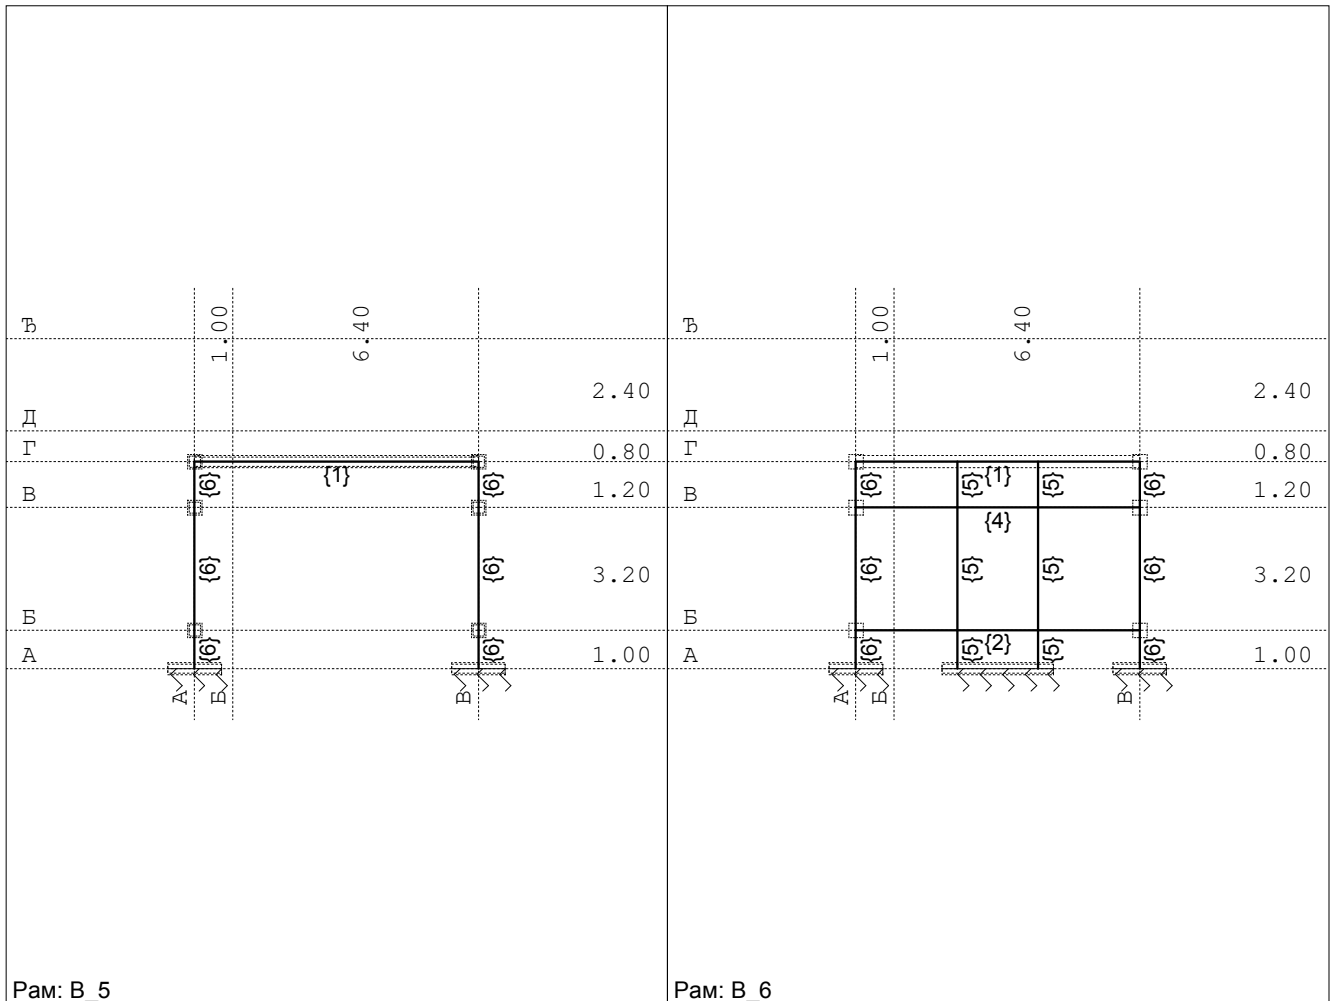 1.00 6.40
Ђ
2.40
Д
Г 0.80
{1}
{6} {6}
В 1.20
{6} {6} 3.20
Б
{6} {6}
А 1.00
А Б В
Рам: В_5
1.00 6.40
Ђ
2.40
Д
Г 0.80
{6} {5} {1} {5} {6}
В 1.20
{4}
{6} {5} {5} {6} 3.20
Б
{6} {5} {2} {5} {6}
А 1.00
А Б В
Рам: В_6